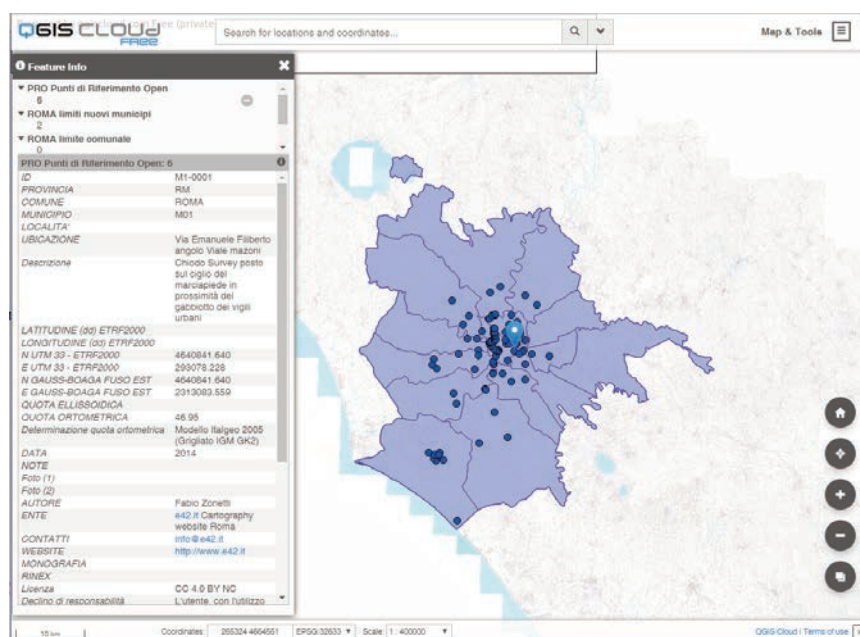 QGIS CLOUD
FREE
Free (private
Search for locations and coordinates...
Map & Tools
Feature Info
PRO Punti di Riferimento Open
6
ROMA limiti nuovi municipi
2
ROMA limite comunale
0
PRO Punti di Riferimento Open: 6
ID M1-0001
PROVINCIA RM
COMUNE ROMA
MUNICIPIO M01
LOCALITA'
UBICAZIONE Via Emanuele Filiberto
angolo Viale mazoni
Descrizione Chiodo Survey posto
sul ciglio del
marciapiede in
prossimità del
gabbiotto dei vigili
urbani
LATITUDINE (dd) ETRF2000
LONGITUDINE (dd) ETRF2000
N UTM 33 - ETRF2000 4640841.640
E UTM 33 - ETRF2000 293078.228
N GAUSS-BOAGA FUSO EST 4640841.640
E GAUSS-BOAGA FUSO EST 2313083.559
QUOTA ELLISSOIDICA
QUOTA ORTOMETRICA 46.95
Determinazione quota ortometrica Modello Italgeo 2005
(Grigliato IGM GK2)
DATA 2014
NOTE
Foto (1)
Foto (2)
AUTORE Fabio Zonetti
ENTE e42.it Cartography
website Roma
CONTATTI info@e42.it
WEBSITE http://www.e42.it
MONOGRAFIA
RINEX
Licenza CC 4.0 BY NC
Declino di responsabilità L'utente, con l'utilizzo
10 km
Coordinates: 265324 4664551 EPSG:32633 Scale: 1 : 400000
QGIS Cloud | Terms of use